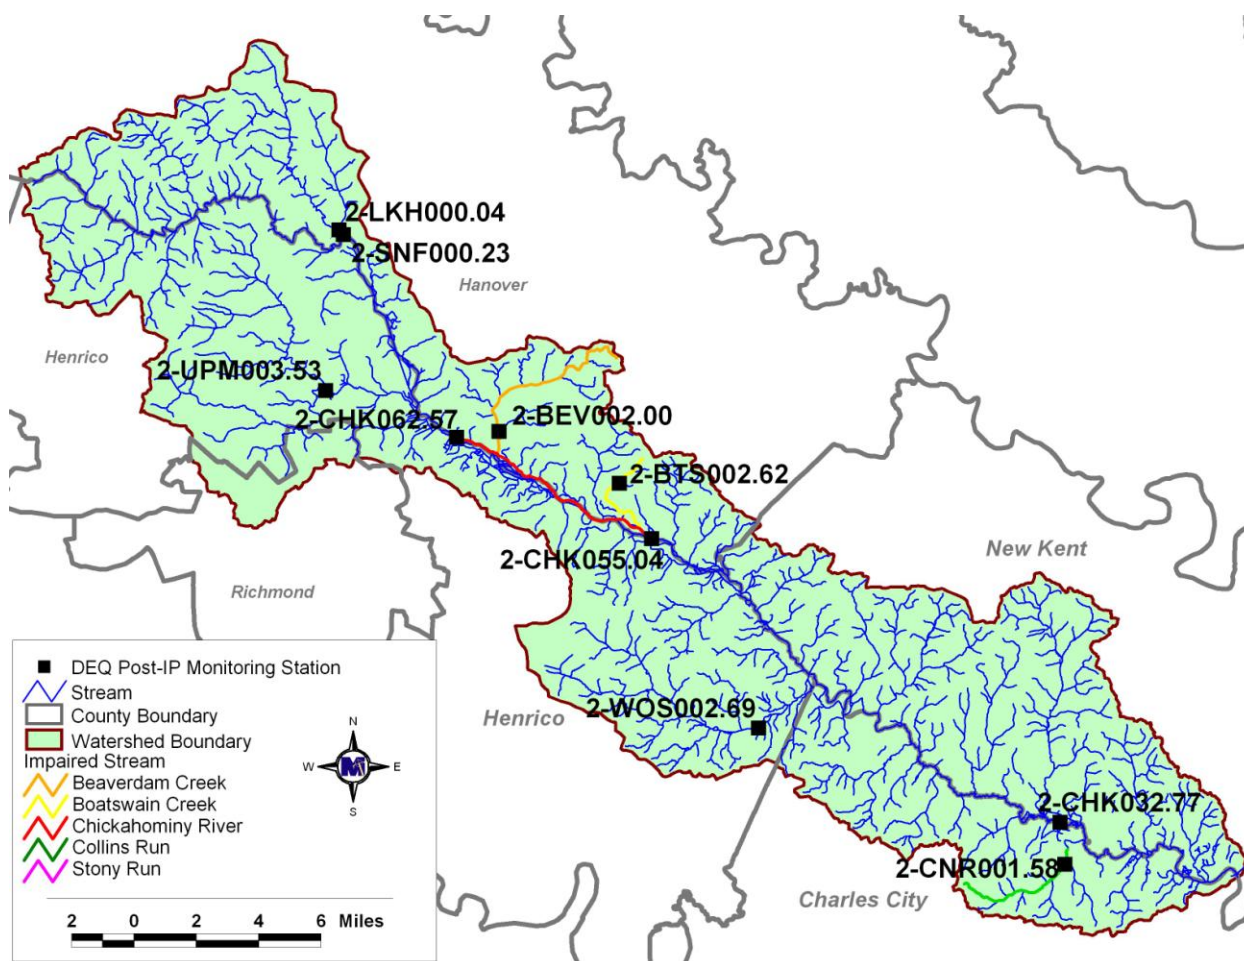 2-LKH000.04
2-SNF000.23
Hanover
Henrico
2-UPM003.53
2-CHK062.57
2-BEV002.00
2-BTS002.62
2-CHK055.04
New Kent
Richmond
Henrico
2-WOS002.69
2-CHK032.77
2-CNR001.58
Charles City
DEQ Post-IP Monitoring Station
Stream
County Boundary
Watershed Boundary
Impaired Stream
Beaverdam Creek
Boatswain Creek
Chickahominy River
Collins Run
Stony Run
N
W M E
S
2 0 2 4 6 Miles